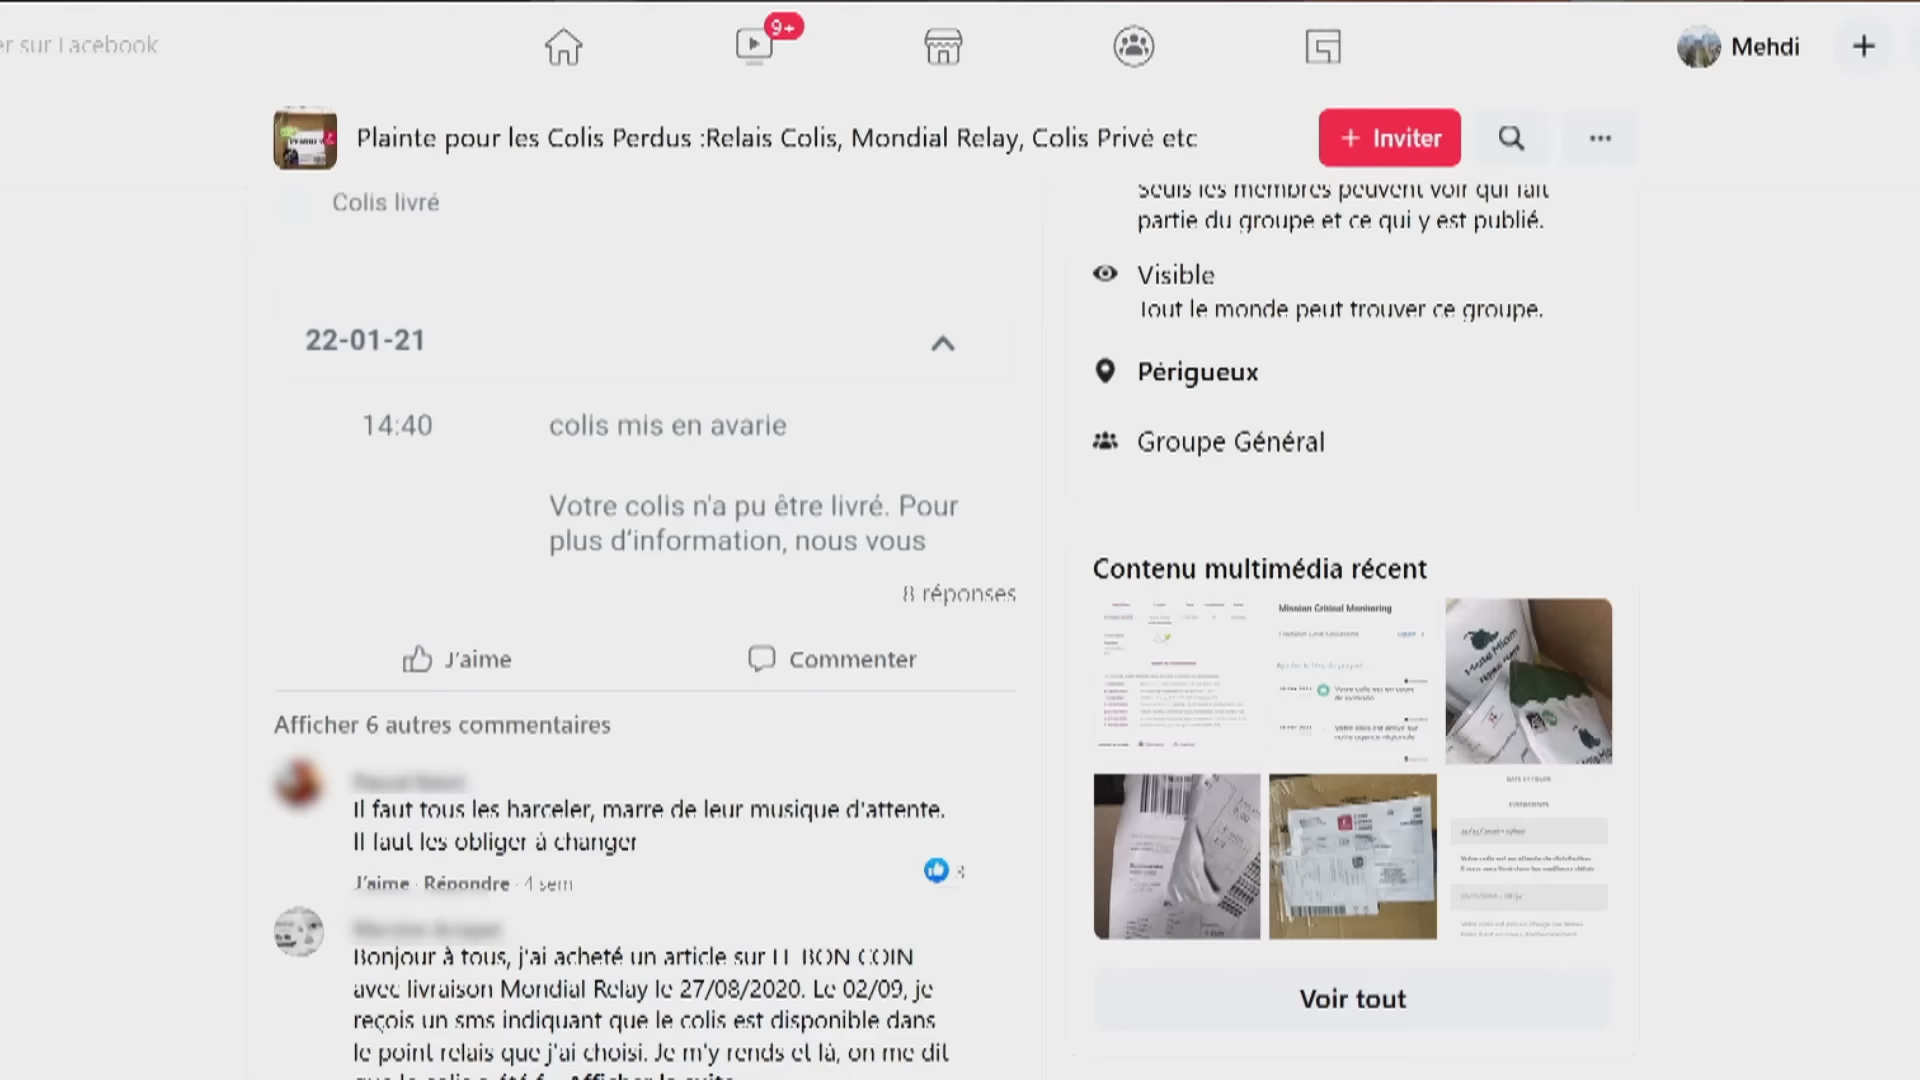 er sur Facebook
9+
Mehdi
Plainte pour les Colis Perdus :Relais Colis, Mondial Relay, Colis Privé etc
+ Inviter
Colis livré
22-01-21
14:40
colis mis en avarie
Votre colis n'a pu être livré. Pour
plus d'information, nous vous
8 réponses
J'aime
Commenter
Afficher 6 autres commentaires
Il faut tous les harceler, marre de leur musique d'attente.
Il faut les obliger à changer
J'aime · Répondre · 4 sem
Bonjour à tous, j'ai acheté un article sur LE BON COIN
avec livraison Mondial Relay le 27/08/2020. Le 02/09, je
reçois un sms indiquant que le colis est disponible dans
le point relais que j'ai choisi. Je m'y rends et là, on me dit
Afficher la suite
Seuls les membres peuvent voir qui fait
partie du groupe et ce qui y est publié.
Visible
Tout le monde peut trouver ce groupe.
Périgueux
Groupe Général
Contenu multimédia récent
Mission Critical Monitoring
Voir tout